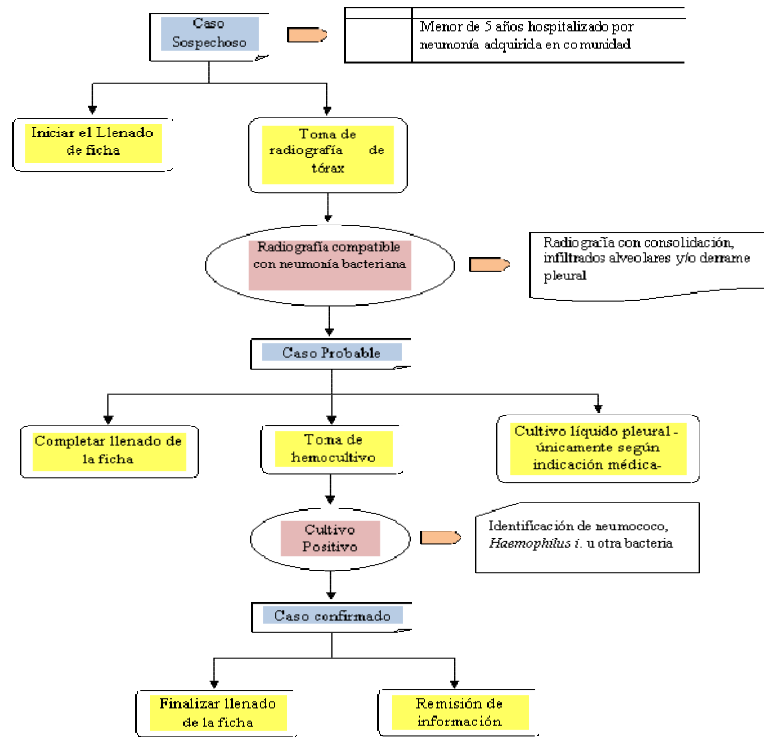 Caso
Sospechoso
Menor de 5 años hospitalizado por
neumonía adquirida en comunidad
Iniciar el Llenado
de ficha
Toma de
radiografía de
tórax
Radiografía compatible
con neumonía bacteriana
Radiografía con consolidación,
infiltrados alveolares y/o derrame
pleural
Caso Probable
Completar llenado de
la ficha
Toma de
hemocultivo
Cultivo líquido pleural -
únicamente según
indicación médica-
Cultivo
Positivo
Identificación de neumococo,
Haemophilus i. u otra bacteria
Caso confirmado
Finalizar llenado
de la ficha
Remisión de
información